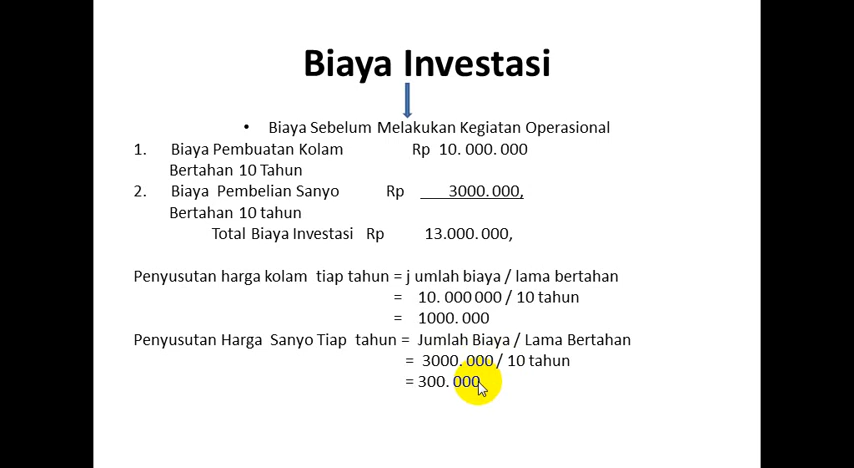 Biaya Investasi
• Biaya Sebelum Melakukan Kegiatan Operasional
1. Biaya Pembuatan Kolam Rp 10. 000. 000
Bertahan 10 Tahun
2. Biaya Pembelian Sanyo Rp 3000. 000,
Bertahan 10 tahun
Total Biaya Investasi Rp 13.000.000,
Penyusutan harga kolam tiap tahun = j umlah biaya / lama bertahan
= 10. 000 000 / 10 tahun
= 1000. 000
Penyusutan Harga Sanyo Tiap tahun = Jumlah Biaya / Lama Bertahan
= 3000. 000 / 10 tahun
= 300. 000